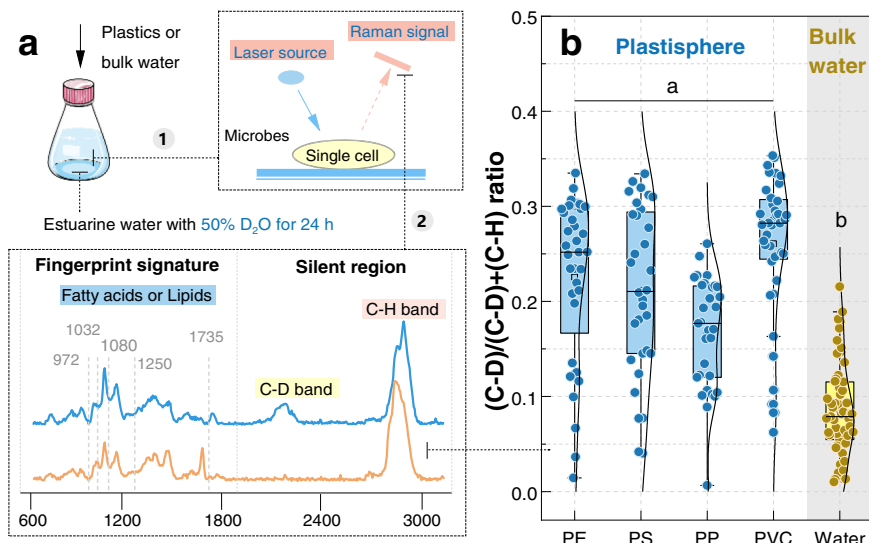 a
Plastics or
bulk water
1
Laser source
Raman signal
Microbes
Single cell
Estuarine water with 50% D₂O for 24 h
2
Fingerprint signature
Silent region
Fatty acids or Lipids
C-H band
1032
1735
972
1080
1250
C-D band
600
1200
1800
2400
3000
b
Plastisphere
Bulk
water
a
b
(C-D)/(C-D)+(C-H) ratio
0.5
0.4
0.3
0.2
0.1
0.0
PE
PS
PP
PVC
Water